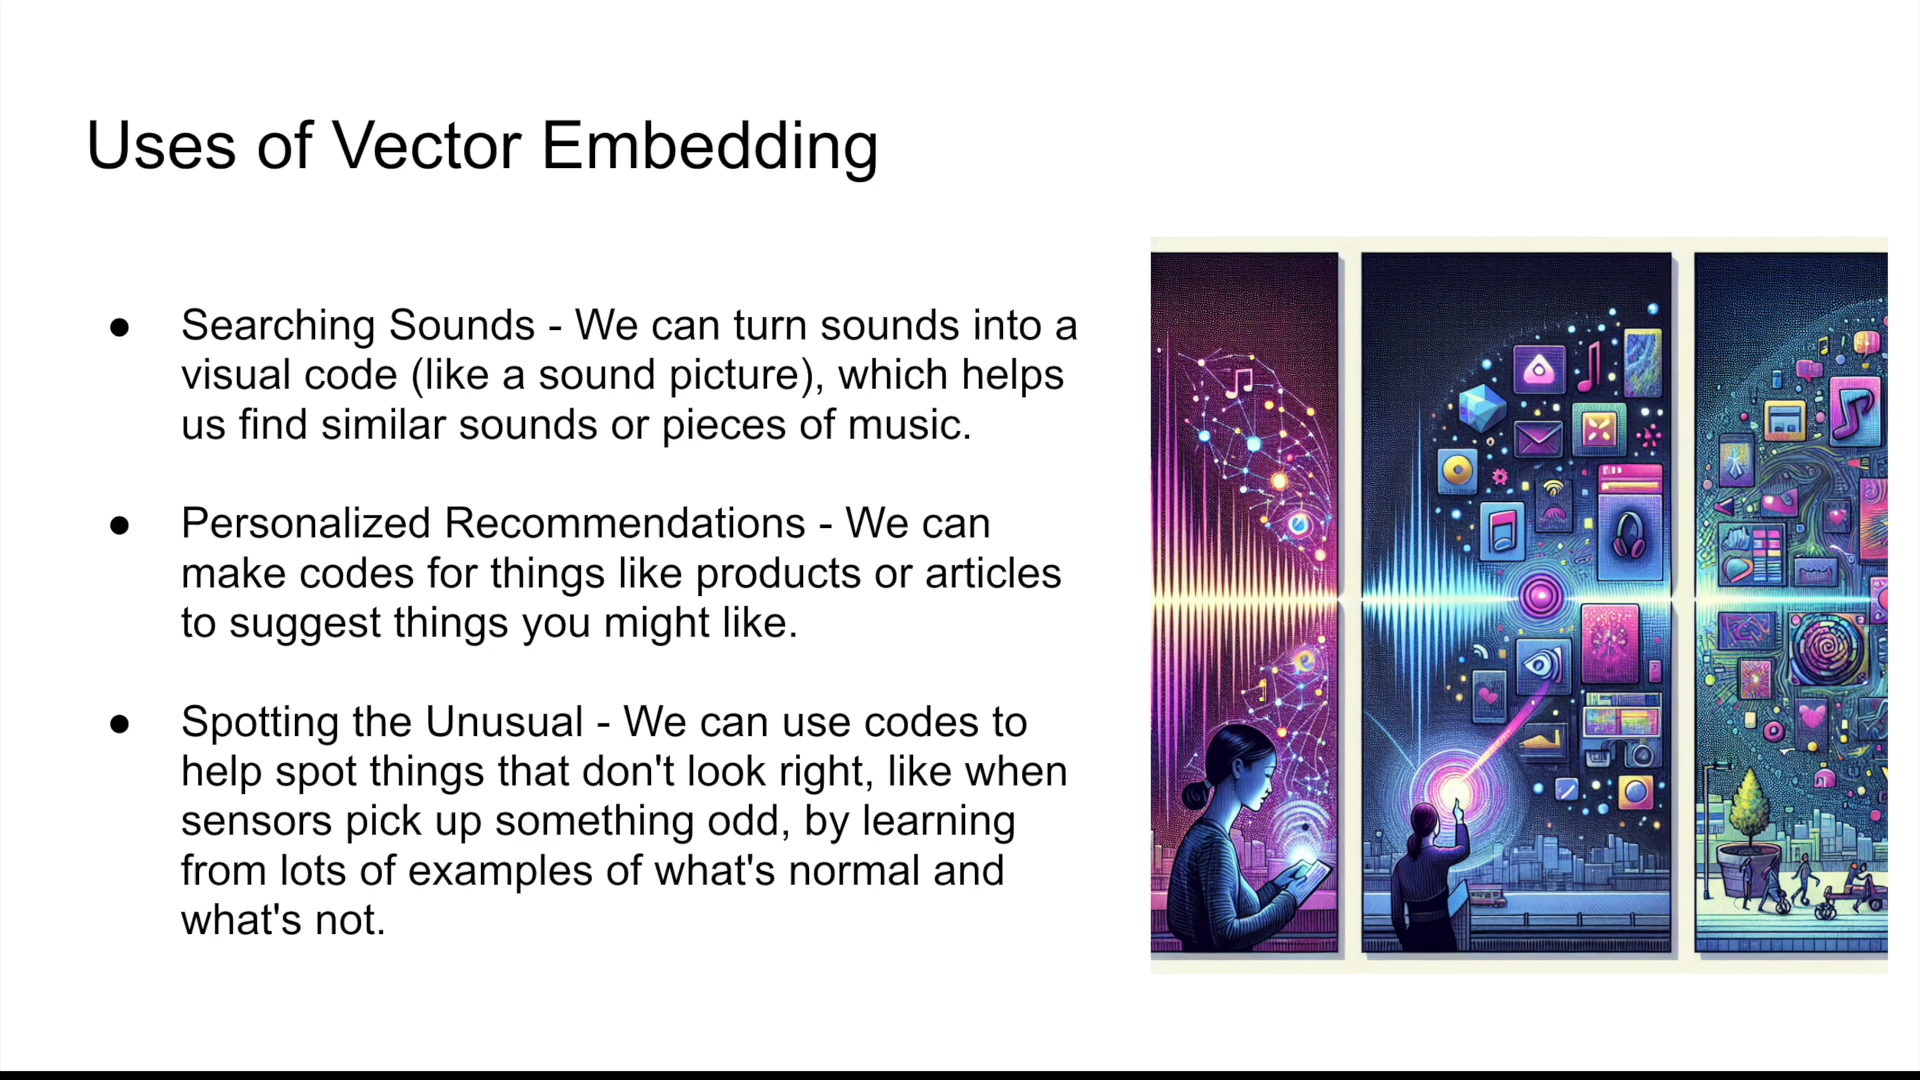 Uses of Vector Embedding
● Searching Sounds - We can turn sounds into a
visual code (like a sound picture), which helps
us find similar sounds or pieces of music.
● Personalized Recommendations - We can
make codes for things like products or articles
to suggest things you might like.
● Spotting the Unusual - We can use codes to
help spot things that don't look right, like when
sensors pick up something odd, by learning
from lots of examples of what's normal and
what's not.